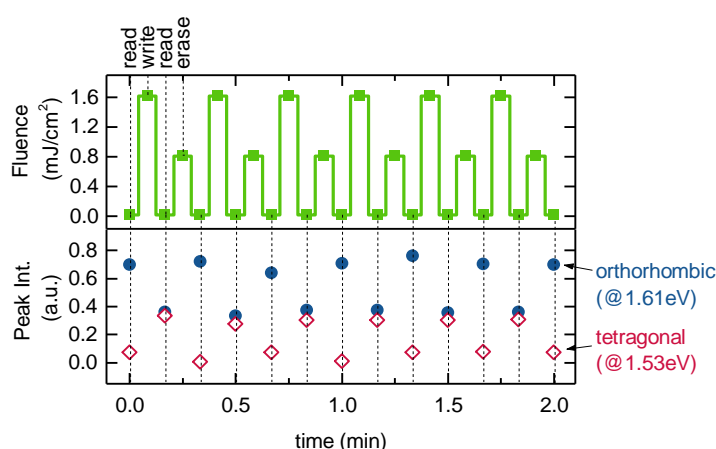 read
write
read
erase
Fluence
(mJ/cm²)
1.6
1.2
0.8
0.4
0.0
Peak Int.
(a.u.)
0.8
0.6
0.4
0.2
0.0
orthorhombic
(@1.61eV)
tetragonal
(@1.53eV)
0.0
0.5
1.0
1.5
2.0
time (min)